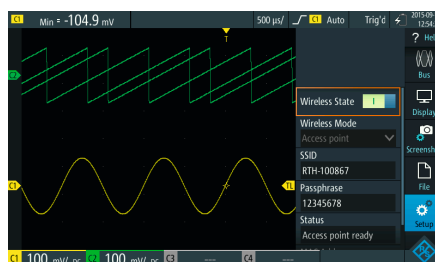 C1 Min = -104.9 mV 500 µs/ C1 Auto Trig'd 2015-09-
12:54:
T
? Hel
Bus
C2
Wireless State I
Display
Wireless Mode
Access point
Screensh
SSID
RTH-100867
File
Passphrase
C1 TL 12345678
Status
Setup
Access point ready
C1 100 mV/ C2 100 mV/ C3 --- C4 ---